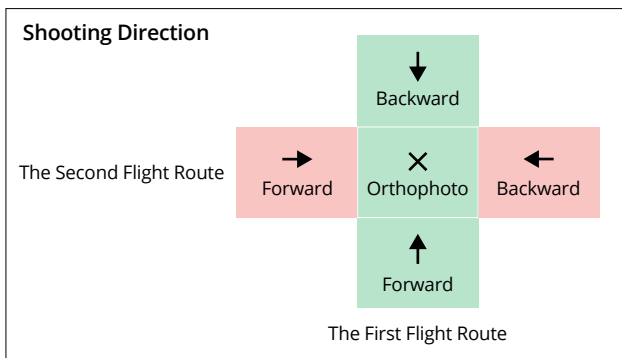 Shooting Direction
Backward
The Second Flight Route
Forward
Orthophoto
Backward
Forward
The First Flight Route